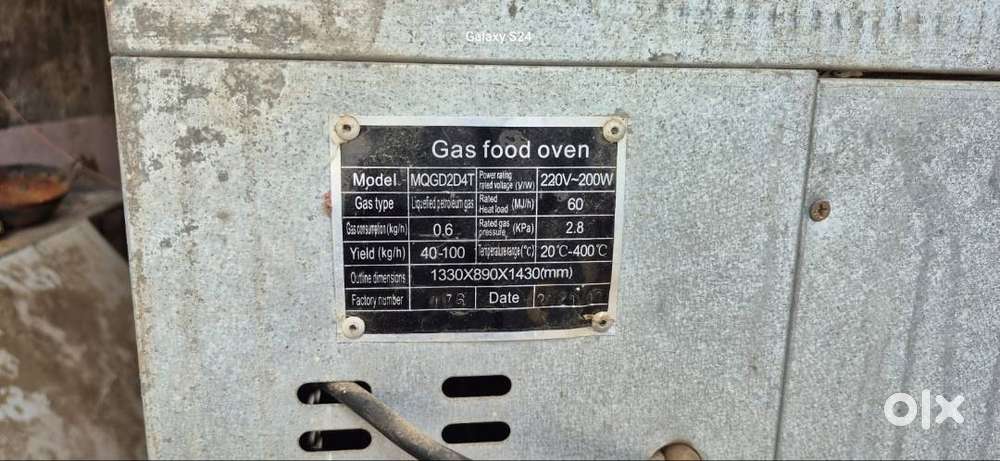 Galaxy S24
Gas food oven
Model MQGD2D4T Power rating rated voltage (V/W) 220V~200W
Gas type Liquefied petroleum gas Rated Heat load (MJ/h) 60
Gas consumption (kg/h) 0.6 Rated gas pressure (KPa) 2.8
Yield (kg/h) 40-100 Temperature range (°C) 20℃-400℃
Outline dimensions 1330X890X1430(mm)
Factory number Date
olx